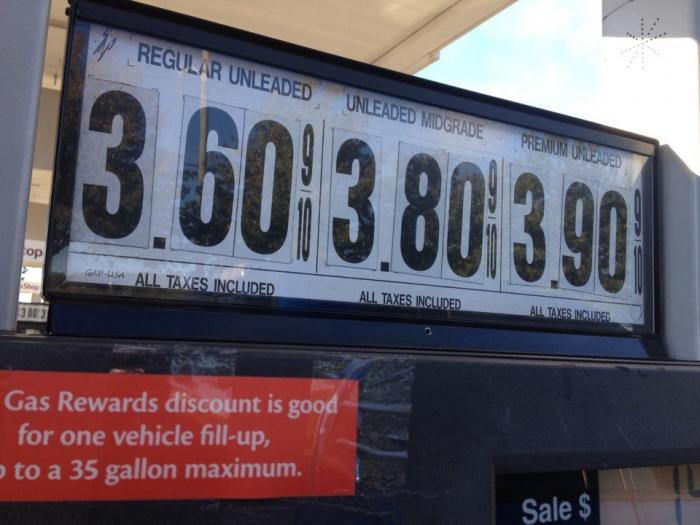 REGULAR UNLEADED
UNLEADED MIDGRADE
PREMIUM UNLEADED
3.60 9/10
3.80 9/10
3.90 9/10
GAP-USA
ALL TAXES INCLUDED
ALL TAXES INCLUDED
ALL TAXES INCLUDED
Gas Rewards discount is good
for one vehicle fill-up,
to a 35 gallon maximum.
Sale $